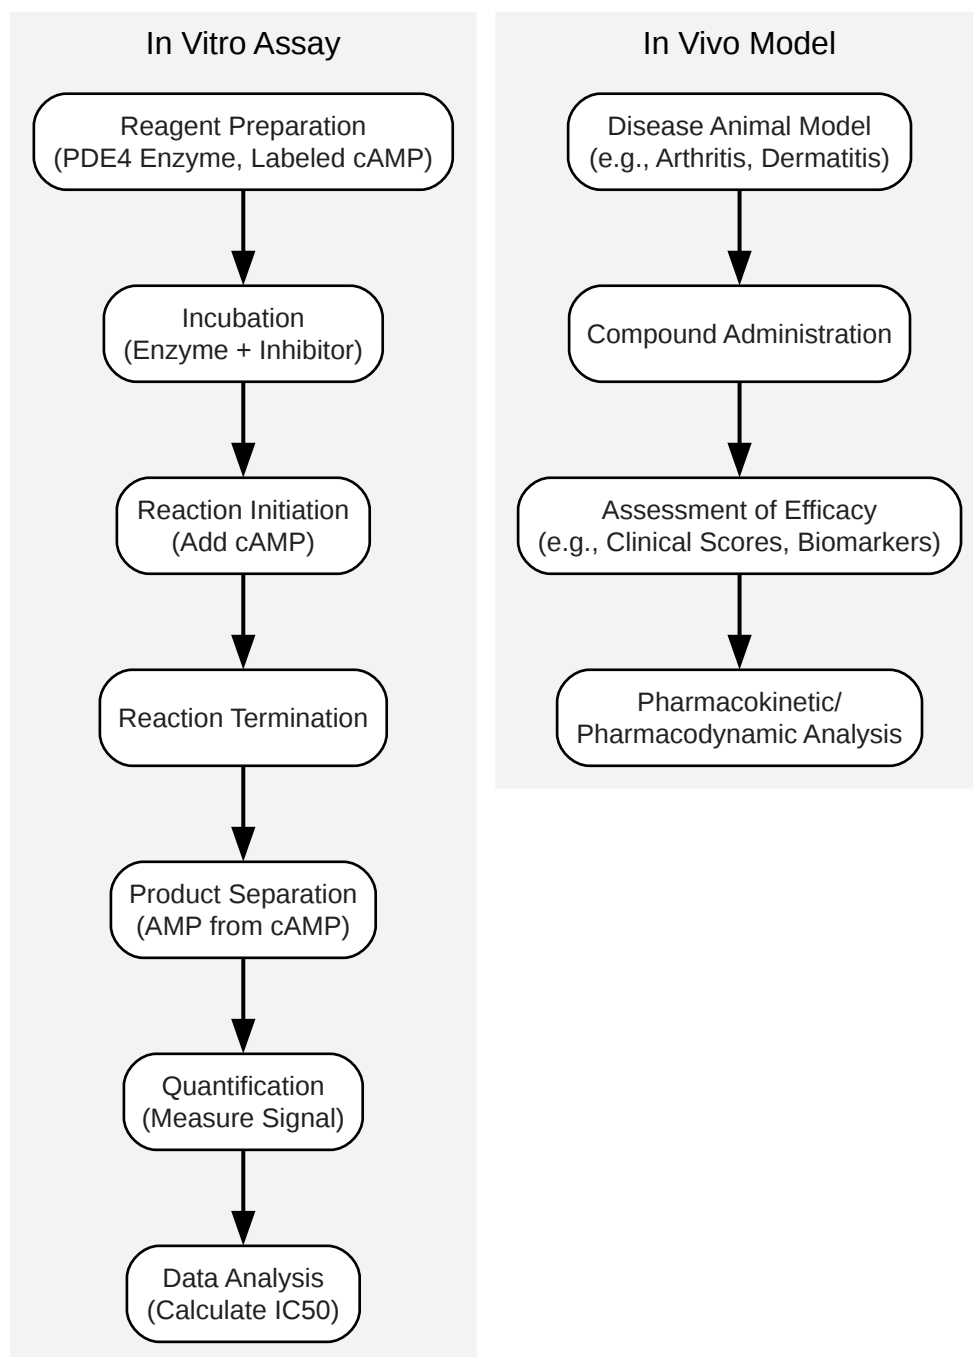 In Vitro Assay
Reagent Preparation
(PDE4 Enzyme, Labeled cAMP)
Incubation
(Enzyme + Inhibitor)
Reaction Initiation
(Add cAMP)
Reaction Termination
Product Separation
(AMP from cAMP)
Quantification
(Measure Signal)
Data Analysis
(Calculate IC50)
In Vivo Model
Disease Animal Model
(e.g., Arthritis, Dermatitis)
Compound Administration
Assessment of Efficacy
(e.g., Clinical Scores, Biomarkers)
Pharmacokinetic/
Pharmacodynamic Analysis